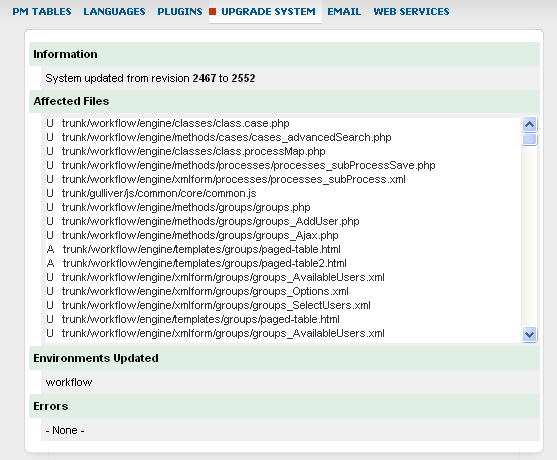 PM TABLES LANGUAGES PLUGINS UPGRADE SYSTEM EMAIL WEB SERVICES
Information
System updated from revision 2467 to 2552
Affected Files
U trunk/workflow/engine/classes/class.case.php
U trunk/workflow/engine/methods/cases/cases_advancedSearch.php
U trunk/workflow/engine/classes/class.processMap.php
U trunk/workflow/engine/methods/processes/processes_subProcessSave.php
U trunk/workflow/engine/xmlform/processes/processes_subProcess.xml
U trunk/gulliver/js/common/core/common.js
U trunk/workflow/engine/methods/groups/groups.php
U trunk/workflow/engine/methods/groups/groups_AddUser.php
U trunk/workflow/engine/methods/groups/groups_Ajax.php
A trunk/workflow/engine/templates/groups/paged-table.html
A trunk/workflow/engine/templates/groups/paged-table2.html
U trunk/workflow/engine/xmlform/groups/groups_AvailableUsers.xml
U trunk/workflow/engine/xmlform/groups/groups_Options.xml
U trunk/workflow/engine/xmlform/groups/groups_SelectUsers.xml
U trunk/workflow/engine/templates/groups/paged-table.html
U trunk/workflow/engine/xmlform/groups/groups_AvailableUsers.xml
Environments Updated
workflow
Errors
- None -